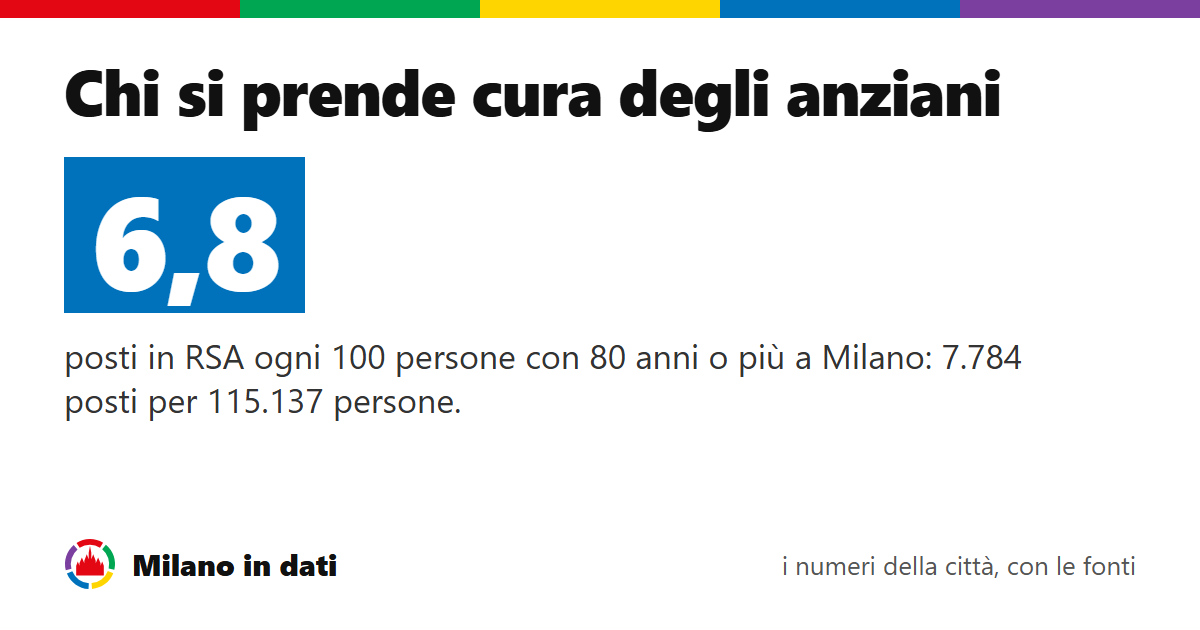 Chi si prende cura degli anziani
6,8
posti in RSA ogni 100 persone con 80 anni o più a Milano: 7.784
posti per 115.137 persone.
Milano in dati
i numeri della città, con le fonti